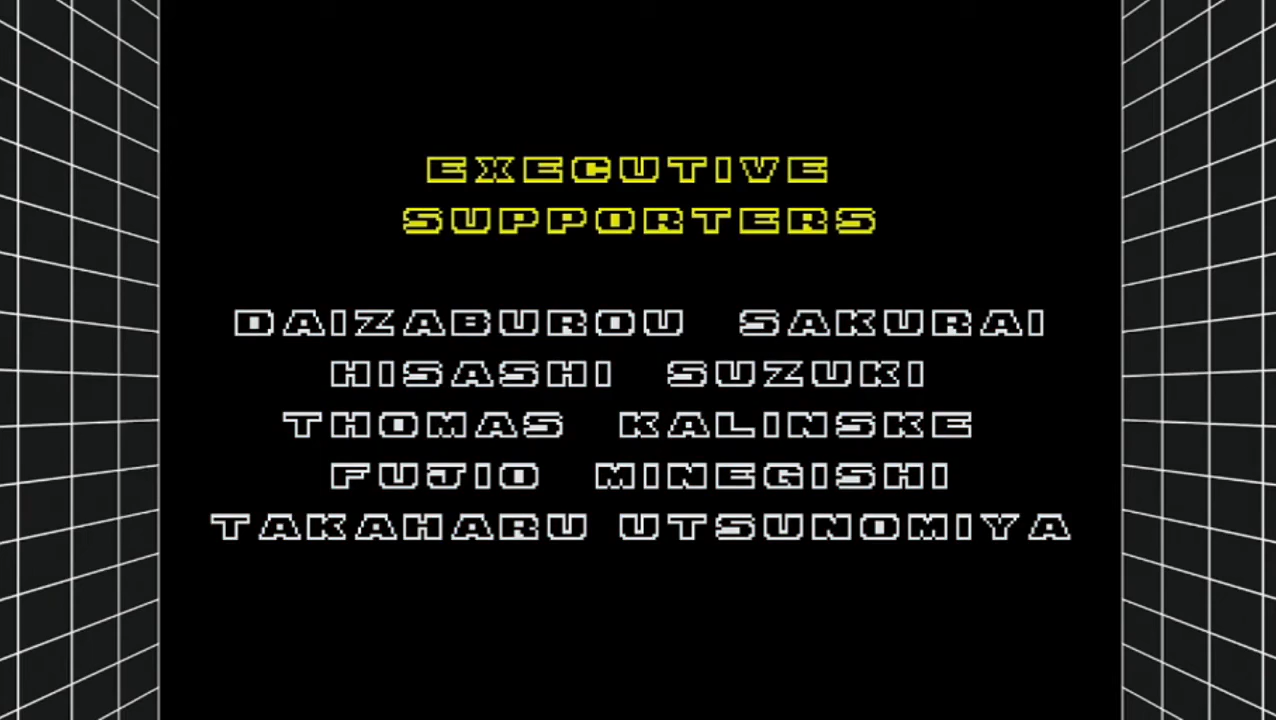 EXECUTIVE
SUPPORTERS
DAIZABUROU SAKURAI
HISASHI SUZUKI
THOMAS KALINSKE
FUJIO MINEGISHI
TAKAHARU UTSUNOMIYA